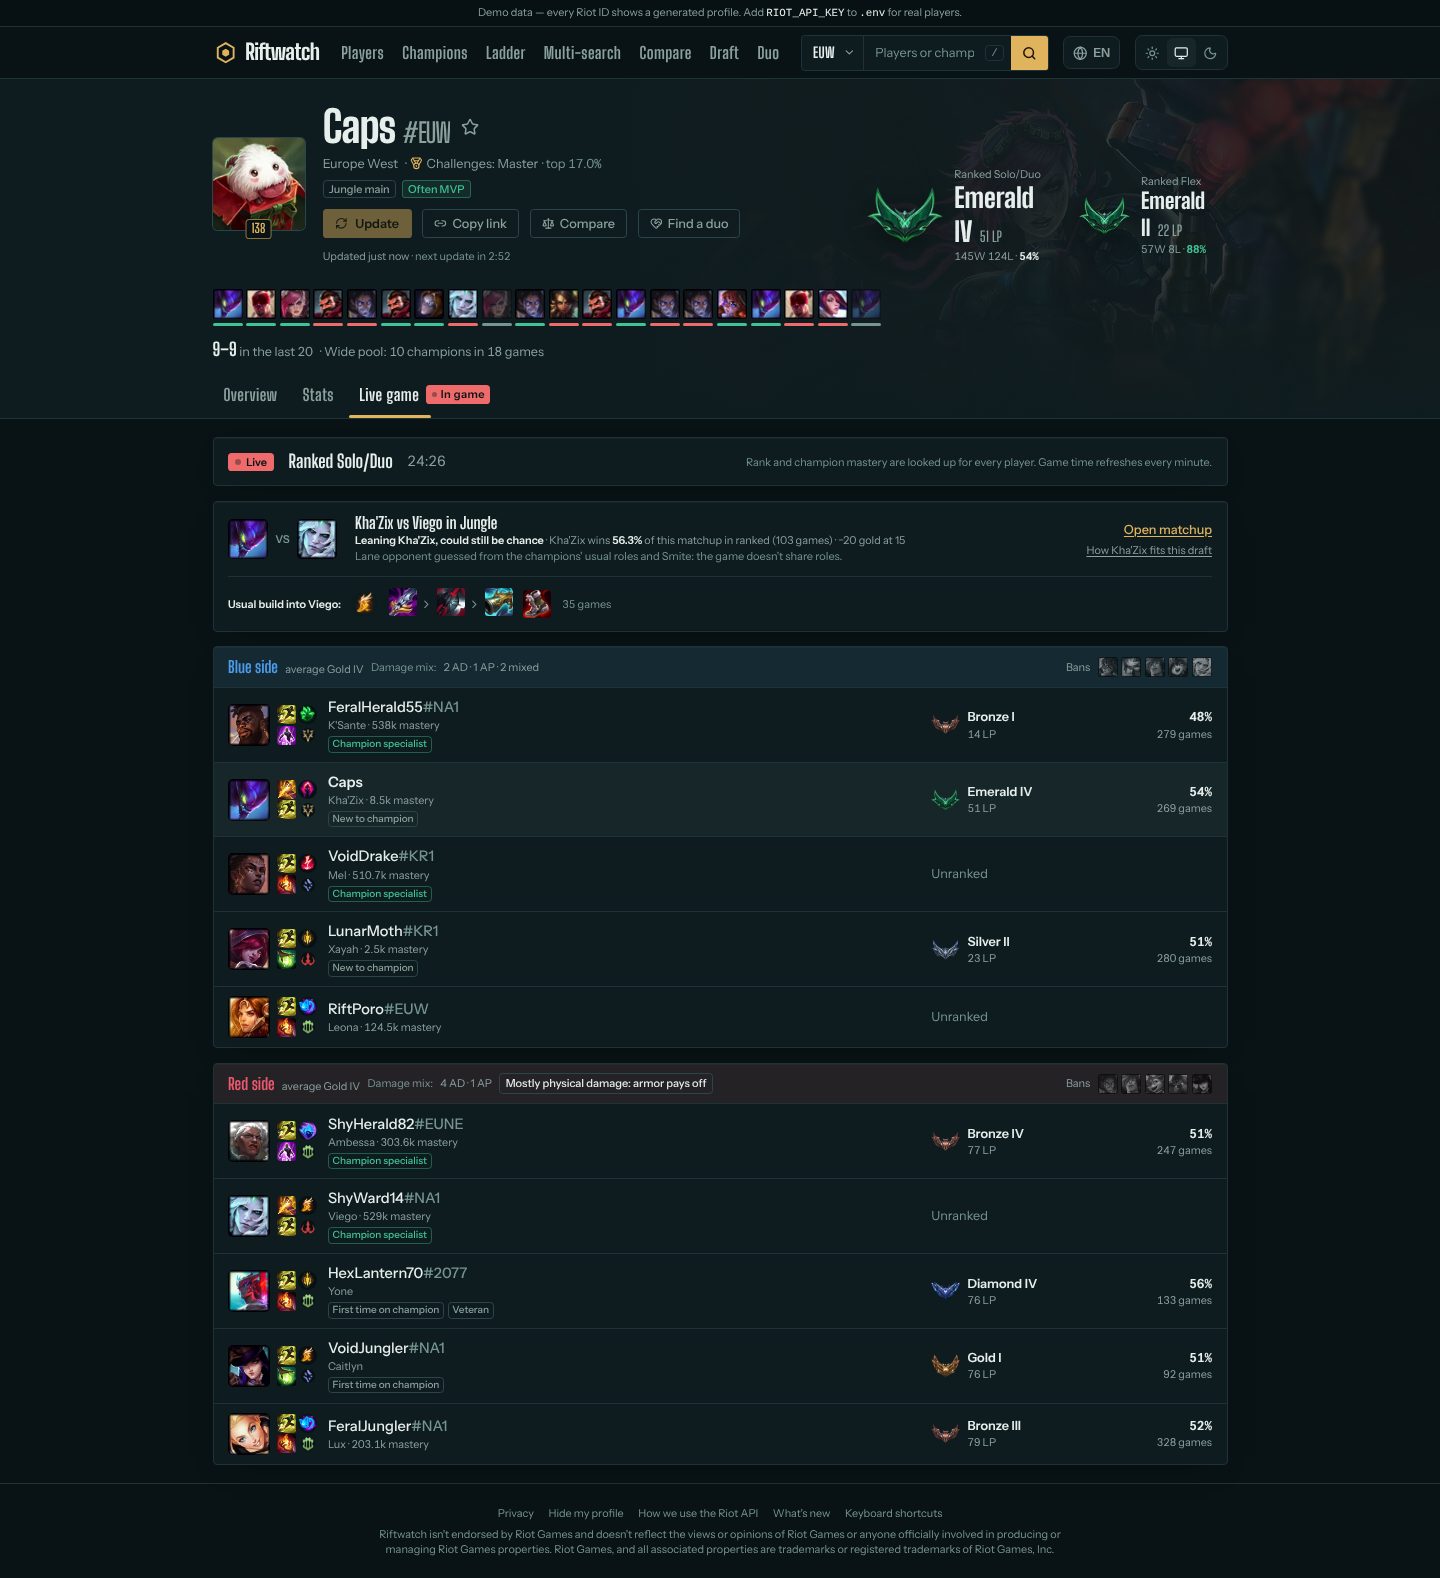 Demo data — every Riot ID shows a generated profile. Add RIOT_API_KEY to .env for real players.
Riftwatch Players Champions Ladder Multi-search Compare Draft Duo EUW Players or champ / EN
Caps #EUW
Europe West · Challenges: Master · top 17.0%
Jungle main Often MVP
Update Copy link Compare Find a duo
138
Updated just now · next update in 2:52
Ranked Solo/Duo
Emerald
IV 51 LP
145W 124L · 54%
Ranked Flex
Emerald
II 22 LP
57W 8L · 88%
9–9 in the last 20 · Wide pool: 10 champions in 18 games
Overview Stats Live game In game
Live Ranked Solo/Duo 24:26 Rank and champion mastery are looked up for every player. Game time refreshes every minute.
VS
Kha'Zix vs Viego in Jungle
Leaning Kha'Zix, could still be chance · Kha'Zix wins 56.3% of this matchup in ranked (103 games) · -20 gold at 15
Lane opponent guessed from the champions' usual roles and Smite: the game doesn't share roles.
Open matchup
How Kha'Zix fits this draft
Usual build into Viego: 35 games
Blue side average Gold IV Damage mix: 2 AD · 1 AP · 2 mixed Bans
FeralHerald55#NA1
K'Sante · 538k mastery
Champion specialist
Bronze I
14 LP
48%
279 games
Caps
Kha'Zix · 8.5k mastery
New to champion
Emerald IV
51 LP
54%
269 games
VoidDrake#KR1
Mel · 510.7k mastery
Champion specialist
Unranked
LunarMoth#KR1
Xayah · 2.5k mastery
New to champion
Silver II
23 LP
51%
280 games
RiftPoro#EUW
Leona · 124.5k mastery
Unranked
Red side average Gold IV Damage mix: 4 AD · 1 AP Mostly physical damage: armor pays off Bans
ShyHerald82#EUNE
Ambessa · 303.6k mastery
Champion specialist
Bronze IV
77 LP
51%
247 games
ShyWard14#NA1
Viego · 529k mastery
Champion specialist
Unranked
HexLantern70#2077
Yone
First time on champion Veteran
Diamond IV
76 LP
56%
133 games
VoidJungler#NA1
Caitlyn
First time on champion
Gold I
76 LP
51%
92 games
FeralJungler#NA1
Lux · 203.1k mastery
Bronze III
79 LP
52%
328 games
Privacy Hide my profile How we use the Riot API What's new Keyboard shortcuts
Riftwatch isn't endorsed by Riot Games and doesn't reflect the views or opinions of Riot Games or anyone officially involved in producing or
managing Riot Games properties. Riot Games, and all associated properties are trademarks or registered trademarks of Riot Games, Inc.